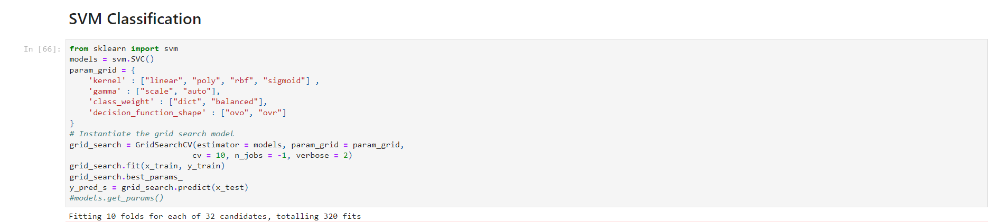 SVM Classification
In [66]:
from sklearn import svm
models = svm.SVC()
param_grid = {
    'kernel' : ["linear", "poly", "rbf", "sigmoid"] ,
    'gamma' : ["scale", "auto"],
    'class_weight' : ["dict", "balanced"],
    'decision_function_shape' : ["ovo", "ovr"]
}
# Instantiate the grid search model
grid_search = GridSearchCV(estimator = models, param_grid = param_grid,
                          cv = 10, n_jobs = -1, verbose = 2)
grid_search.fit(x_train, y_train)
grid_search.best_params_
y_pred_s = grid_search.predict(x_test)
#models.get_params()
Fitting 10 folds for each of 32 candidates, totalling 320 fits